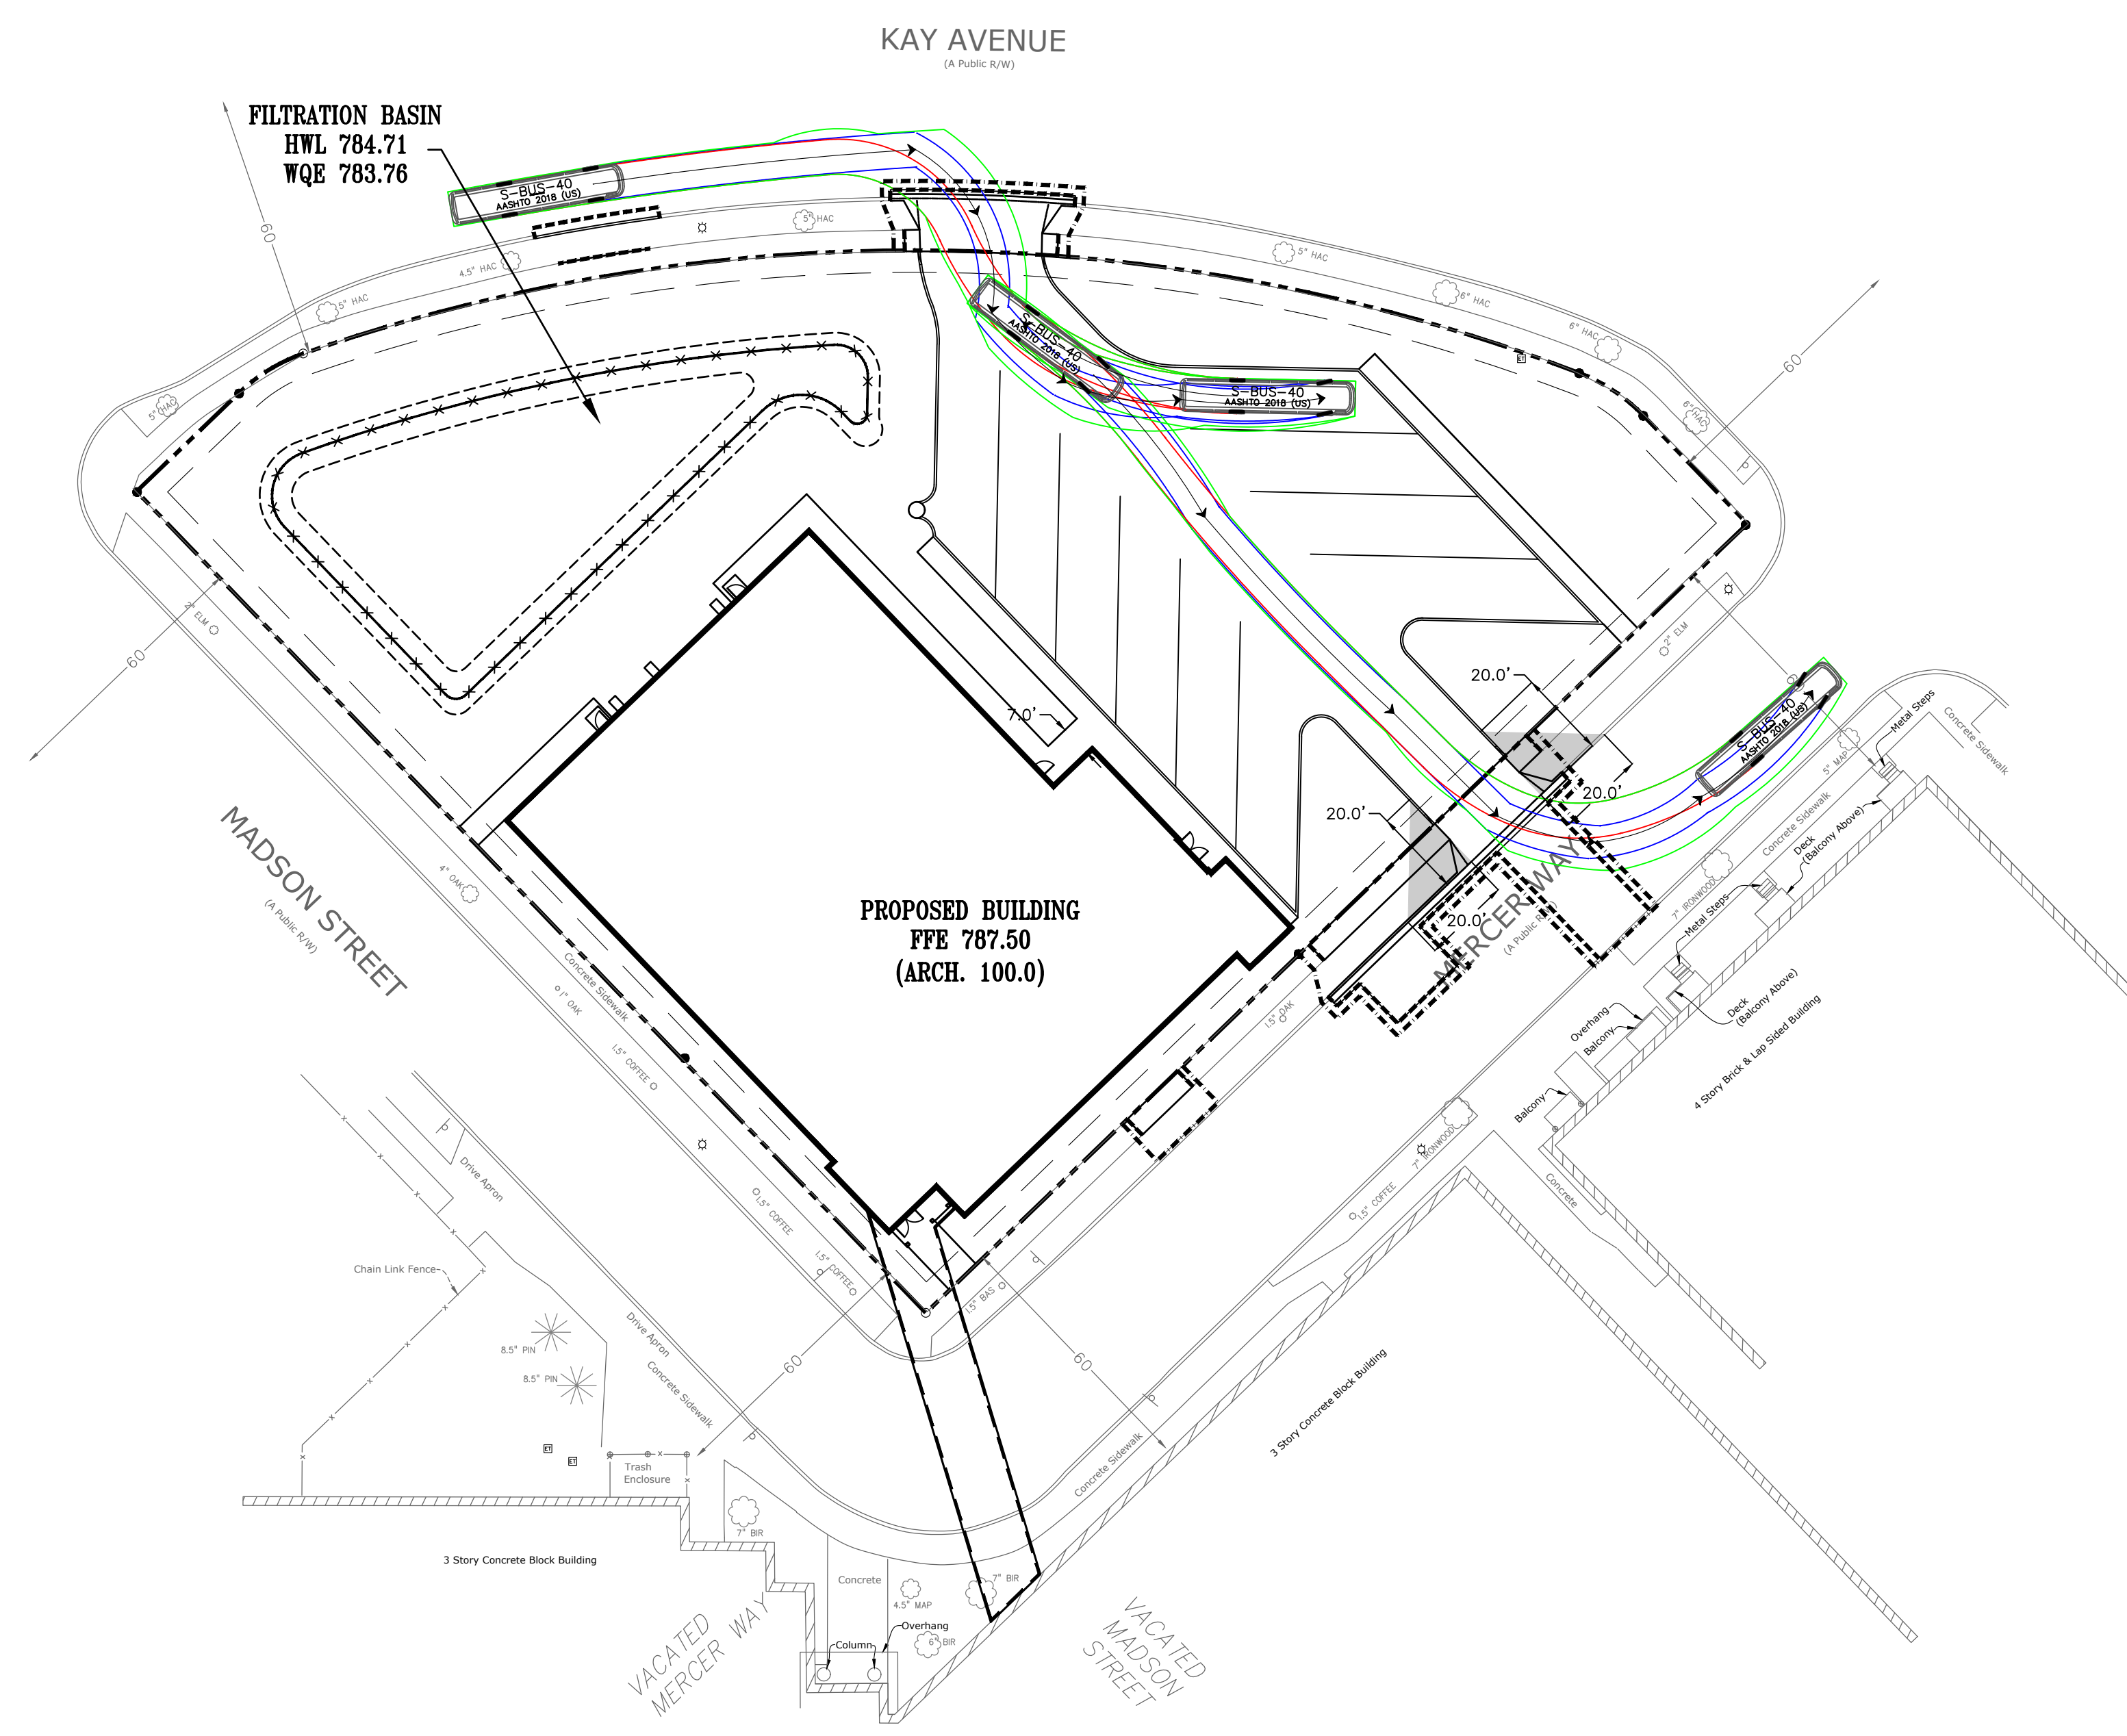 KAY AVENUE
(A Public R/W)
FILTRATION BASIN
HWL 784.71
WQE 783.76
S-BUS-40
AASHTO 2018 (US)
5" HAC
4.5" HAC
5" HAC
5" HAC
60
5" HAC
6" HAC
6" HAC
6" HAC
ET
60
S-BUS-40
AASHTO 2018 (US)
S-BUS-40
AASHTO 2018 (US)
2" ELM
60
2" ELM
20.0'
7.0'
20.0'
20.0'
20.0'
S-BUS-40
AASHTO 2018 (US)
Metal Steps
Concrete Sidewalk
5" MAP
Concrete Sidewalk
Deck
(Balcony Above)
7" IRONWOOD
Metal Steps
MERCER WAY
MADSON STREET
(A Public R/W)
4" OAK
PROPOSED BUILDING
FFE 787.50
(ARCH. 100.0)
Concrete Sidewalk
1" OAK
1.5" OAK
Overhang
Balcony
Deck
(Balcony Above)
4 Story Brick & Lap Sided Building
1.5" COFFEE
Balcony
7" IRONWOOD
Drive Apron
1.5" COFFEE
1.5" COFFEE
Concrete
1.5" COFFEE
1.5" BAS
Chain Link Fence
Drive Apron
8.5" PIN
8.5" PIN
Concrete Sidewalk
60
60
3 Story Concrete Block Building
ET
ET
Trash
Enclosure
Concrete Sidewalk
7" BIR
3 Story Concrete Block Building
Concrete
4.5" MAP
7" BIR
Overhang
Column
6" BIR
VACATED
MERCER WAY
VACATED
MADSON
STREET